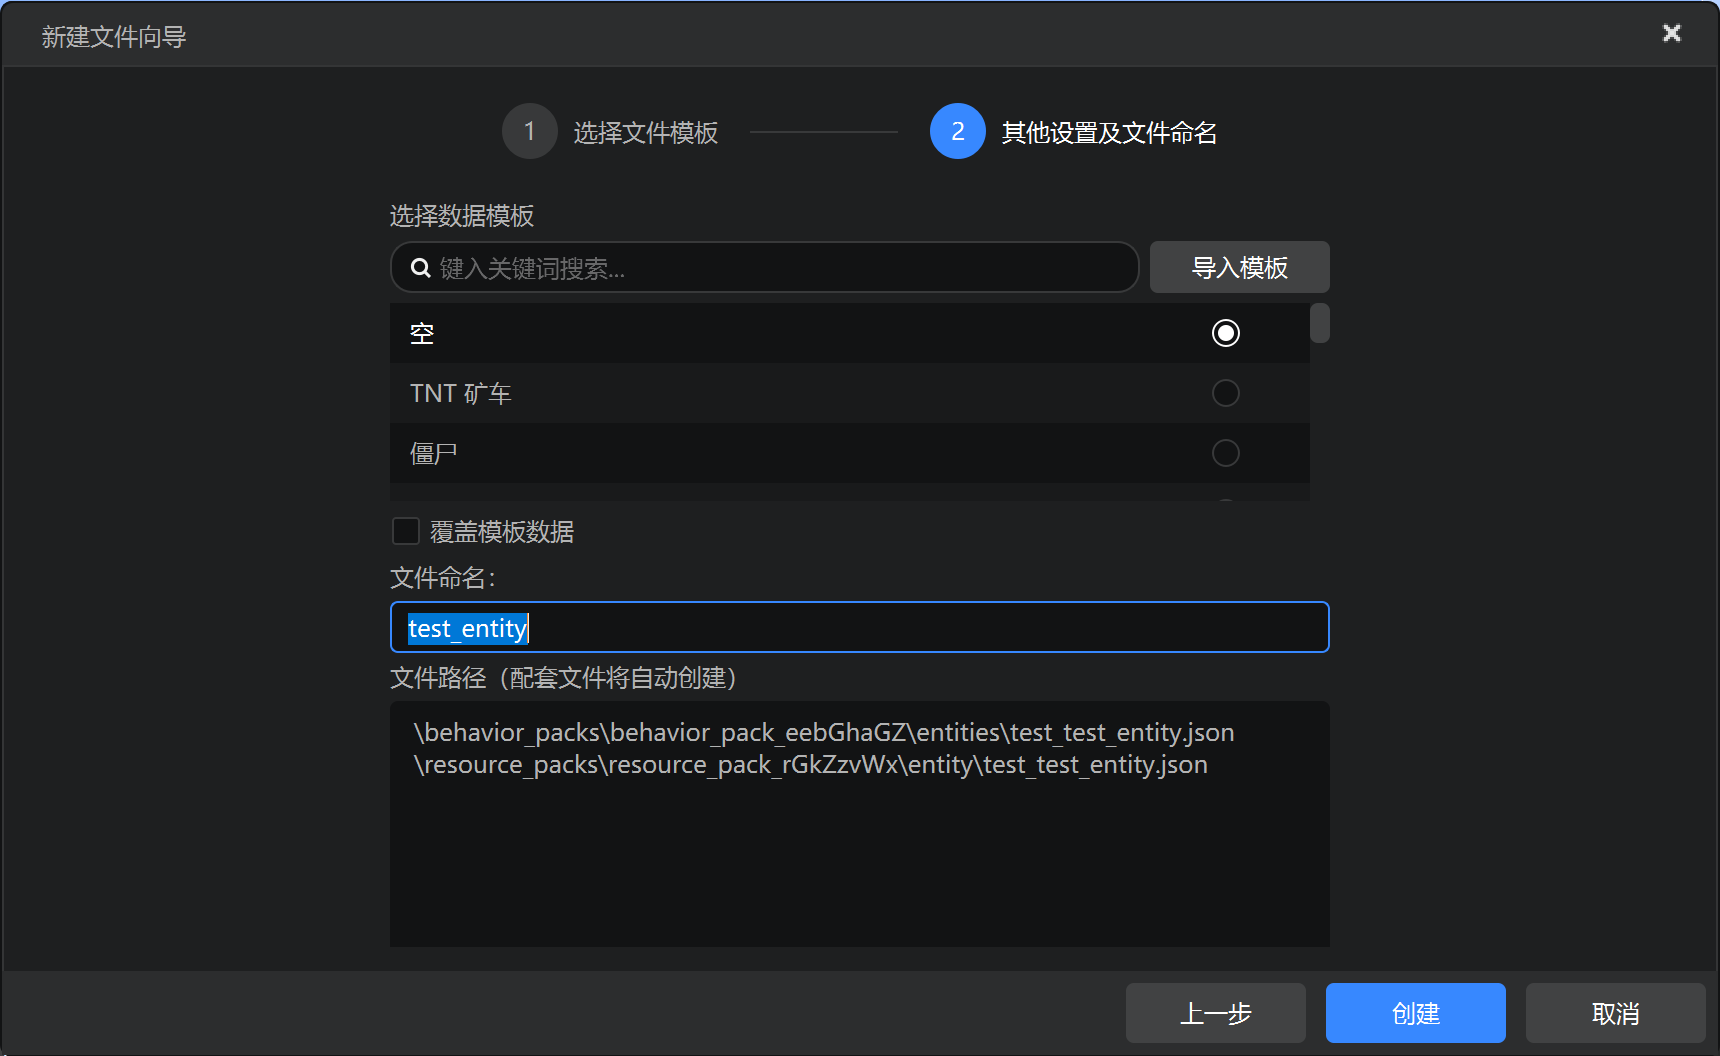 新建文件向导
1 选择文件模板 2 其他设置及文件命名
选择数据模板
键入关键词搜索... 导入模板
空
TNT 矿车
僵尸
覆盖模板数据
文件命名：
test_entity
文件路径（配套文件将自动创建）
\behavior_packs\behavior_pack_eebGhaGZ\entities\test_test_entity.json
\resource_packs\resource_pack_rGkZzvWx\entity\test_test_entity.json
上一步 创建 取消